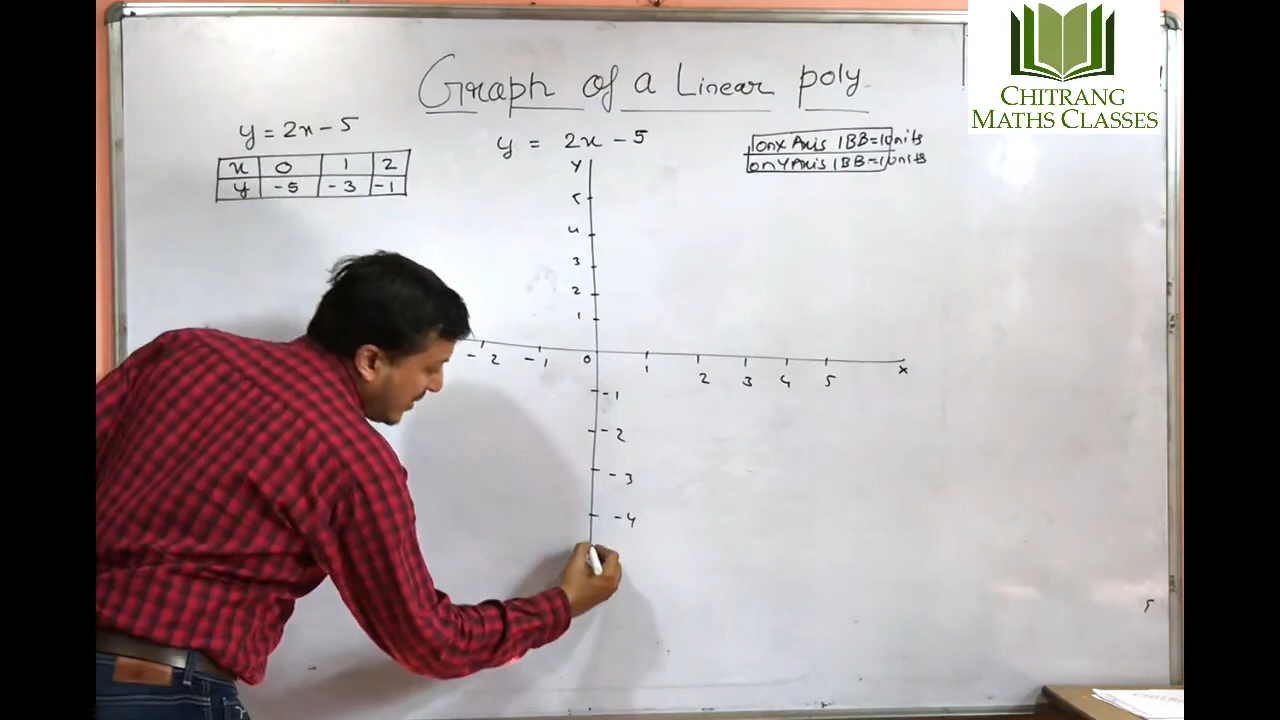 Graph of a Linear poly.
y = 2x - 5
x 0 1 2
y -5 -3 -1
y = 2x - 5
on x Axis 1BB = 1 units
on y Axis 1BB = 1 units
CHITRANG
MATHS CLASSES
Y
5
4
3
2
1
-2 -1 0 1 2 3 4 5 X
-1
-2
-3
-4